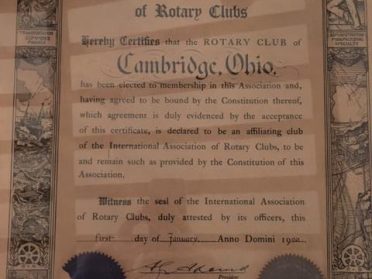 of Rotary Clubs
Hereby Certifies that the ROTARY CLUB of
Cambridge, Ohio,
has been elected to membership in this Association and,
having agreed to be bound by the Constitution thereof,
which agreement is duly evidenced by the acceptance
of this certificate, is declared to be an affiliating club
of the International Association of Rotary Clubs, to be
and remain such as provided by the Constitution of this
Association.
Witness the seal of the International Association
of Rotary Clubs, duly attested by its officers, this
first day of January Anno Domini
President